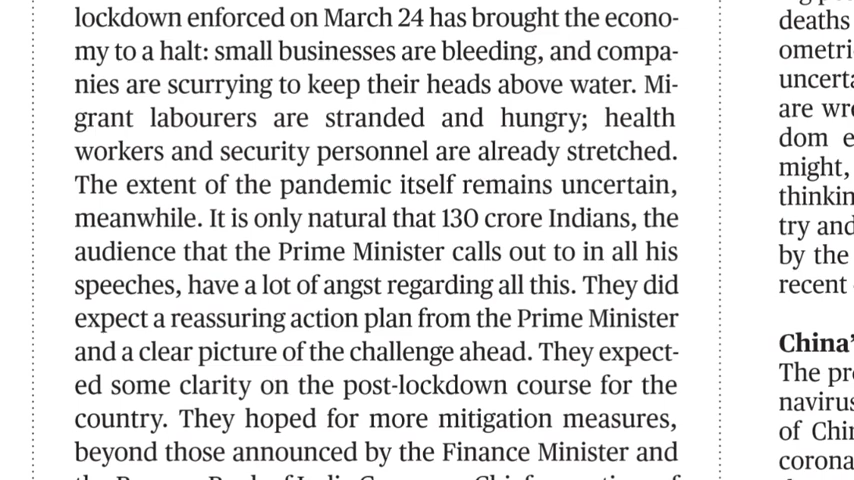 lockdown enforced on March 24 has brought the econo-
my to a halt: small businesses are bleeding, and compa-
nies are scurrying to keep their heads above water. Mi-
grant labourers are stranded and hungry; health
workers and security personnel are already stretched.
The extent of the pandemic itself remains uncertain,
meanwhile. It is only natural that 130 crore Indians, the
audience that the Prime Minister calls out to in all his
speeches, have a lot of angst regarding all this. They did
expect a reassuring action plan from the Prime Minister
and a clear picture of the challenge ahead. They expect-
ed some clarity on the post-lockdown course for the
country. They hoped for more mitigation measures,
beyond those announced by the Finance Minister and
deaths
ometri
uncerta
are wr
dom e
might,
thinkin
try and
by the
recent
China'
The pr
navirus
of Chin
corona